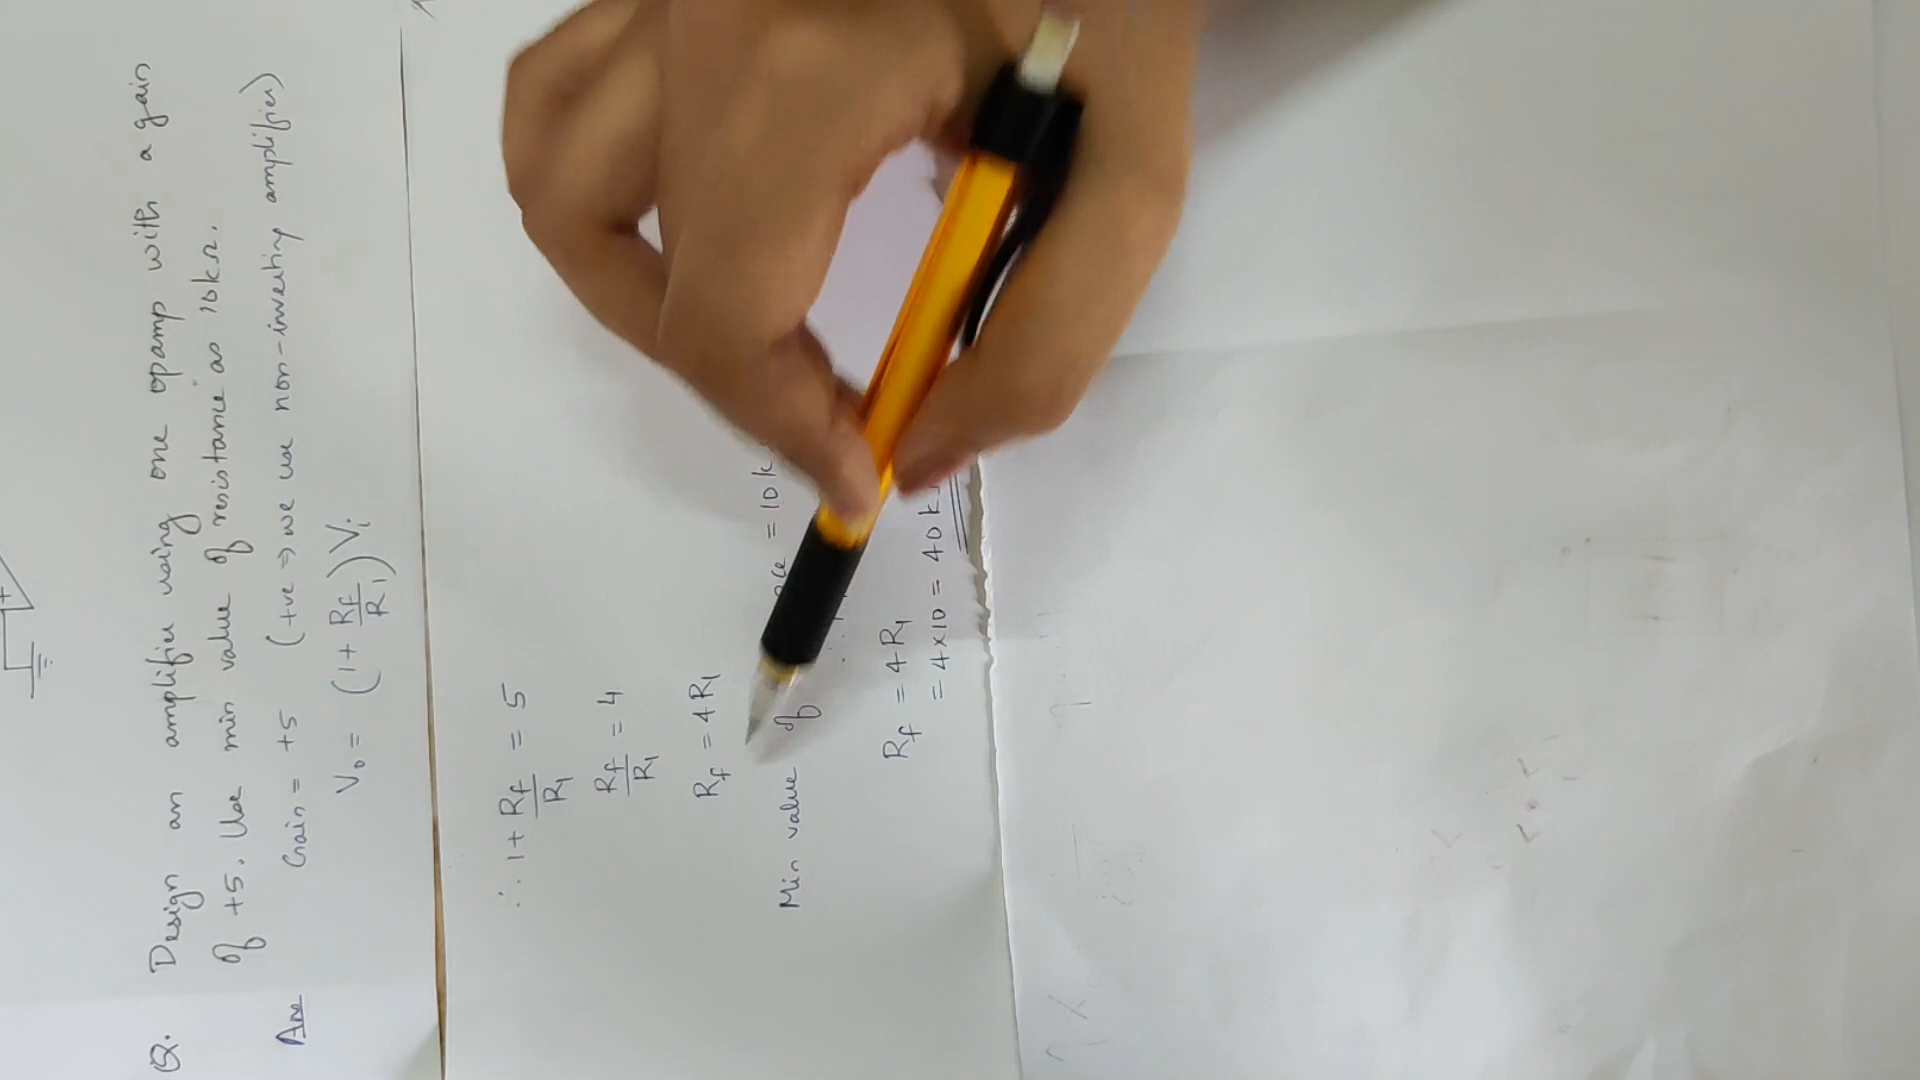 Q. Design an amplifier using one opamp with a gain
of +5. Use min value of resistance as 10kΩ.
Ans Gain = +5 (+ve ⇒ we use non-inverting amplifier)
V₀ = (1 + Rf/R₁) Vi
∴ 1 + Rf/R₁ = 5
Rf/R₁ = 4
Rf = 4R₁
Min value of = 10k
∴
Rf = 4R₁
= 4×10 = 40k